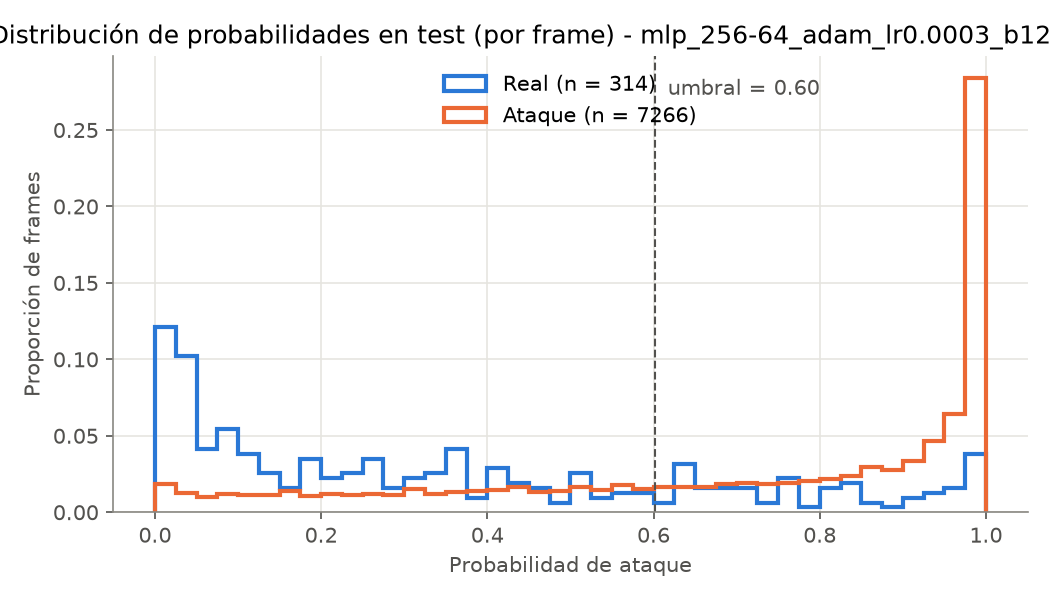 Distribución de probabilidades en test (por frame) - mlp_256-64_adam_lr0.0003_b12
Real (n = 314)
umbral = 0.60
Ataque (n = 7266)
Proporción de frames
0.25
0.20
0.15
0.10
0.05
0.00
0.0 0.2 0.4 0.6 0.8 1.0
Probabilidad de ataque